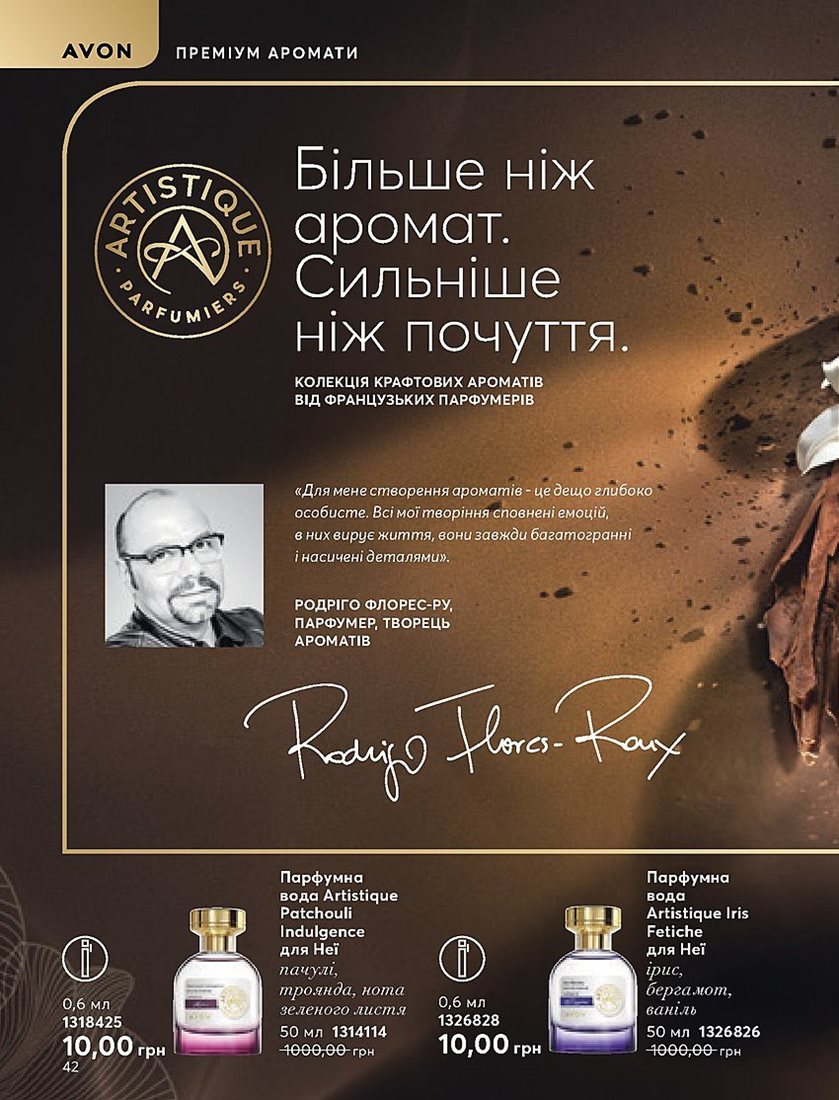 AVON
ПРЕМІУМ АРОМАТИ
ARTISTIQUE
· PARFUMIERS ·
Більше ніж
аромат.
Сильніше
ніж почуття.
КОЛЕКЦІЯ КРАФТОВИХ АРОМАТІВ
ВІД ФРАНЦУЗЬКИХ ПАРФУМЕРІВ
«Для мене створення ароматів - це дещо глибоко
особисте. Всі мої творіння сповнені емоцій,
в них вирує життя, вони завжди багатогранні
і насичені деталями».
РОДРІГО ФЛОРЕС-РУ,
ПАРФУМЕР, ТВОРЕЦЬ
АРОМАТІВ
Rodrigo Flores-Roux
0,6 мл
1318425
10,00 грн
Парфумна
вода Artistique
Patchouli
Indulgence
для Неї
пачулі,
троянда, нота
зеленого листя
50 мл 1314114
1000,00 грн
0,6 мл
1326828
10,00 грн
Парфумна
вода
Artistique Iris
Fetiche
для Неї
ірис,
бергамот,
ваніль
50 мл 1326826
1000,00 грн
42